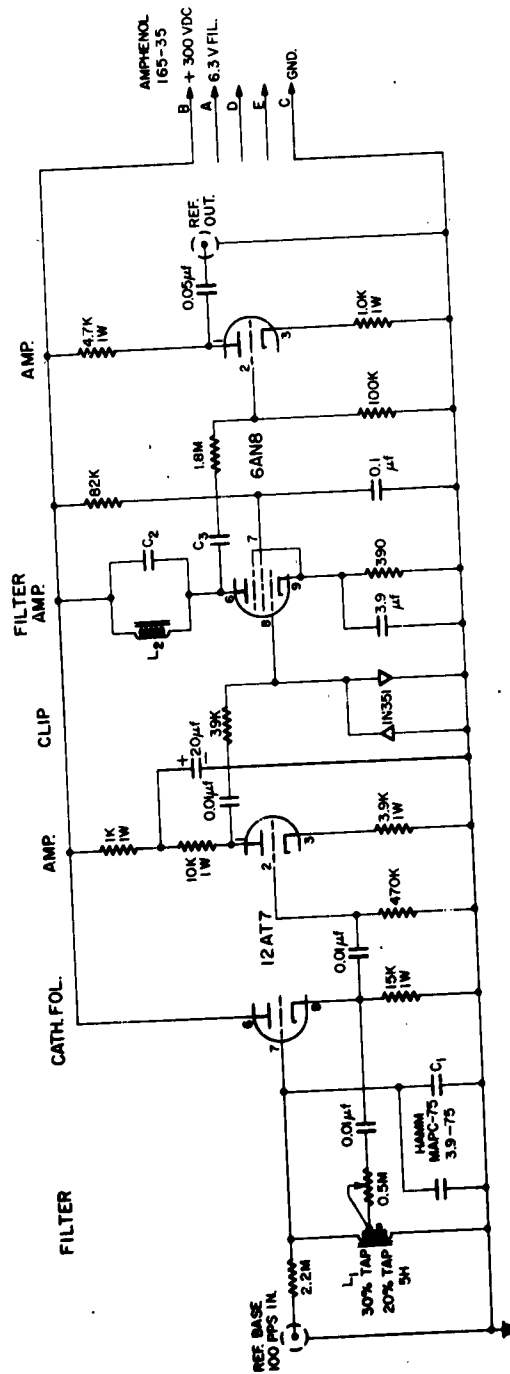 FILTER
CATH. FOL.
AMP.
CLIP
FILTER
AMP.
AMP.
AMPHENOL
165-35
B
+ 300 VDC
A
6.3 V FIL.
D
E
C
GND.
REF. BASE
100 PPS IN.
2.2M
L1
30% TAP
20% TAP
5H
0.5M
0.01µf
HAMM
MAPC-75
3.9-75
C1
6
7
8
15K
1W
0.01µf
12AT7
470K
1K
1W
10K
1W
1
2
3
3.9K
1W
+
20µf
–
0.01µf
39K
1N351
L2
C2
6
7
8
9
3.9
µf
390
C3
1.8M
82K
0.1
µf
6AN8
100K
4.7K
1W
1
2
3
1.0K
1W
0.05µf
REF.
OUT.